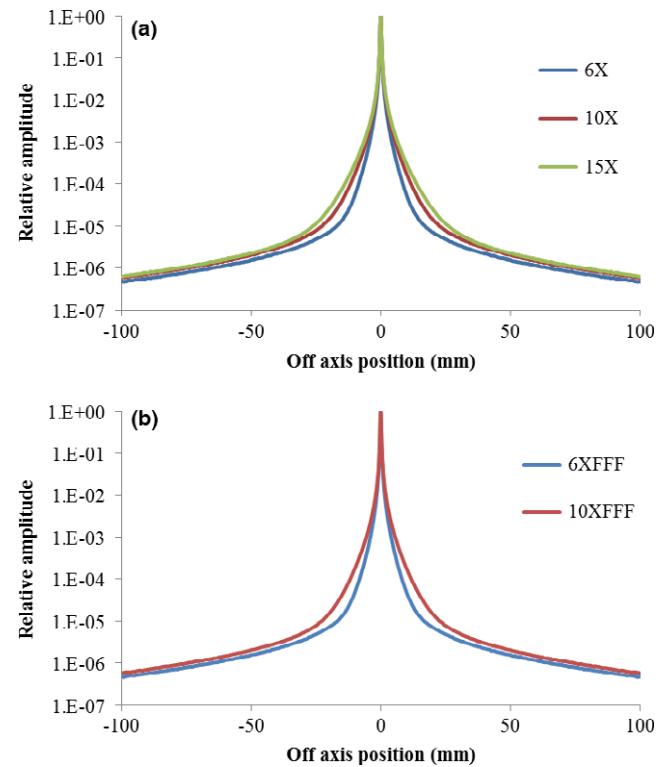 (a)
1.E+00
1.E-01
1.E-02
1.E-03
1.E-04
1.E-05
1.E-06
1.E-07
Relative amplitude
6X
10X
15X
-100 -50 0 50 100
Off axis position (mm)
(b)
1.E+00
1.E-01
1.E-02
1.E-03
1.E-04
1.E-05
1.E-06
1.E-07
Relative amplitude
6XFFF
10XFFF
-100 -50 0 50 100
Off axis position (mm)